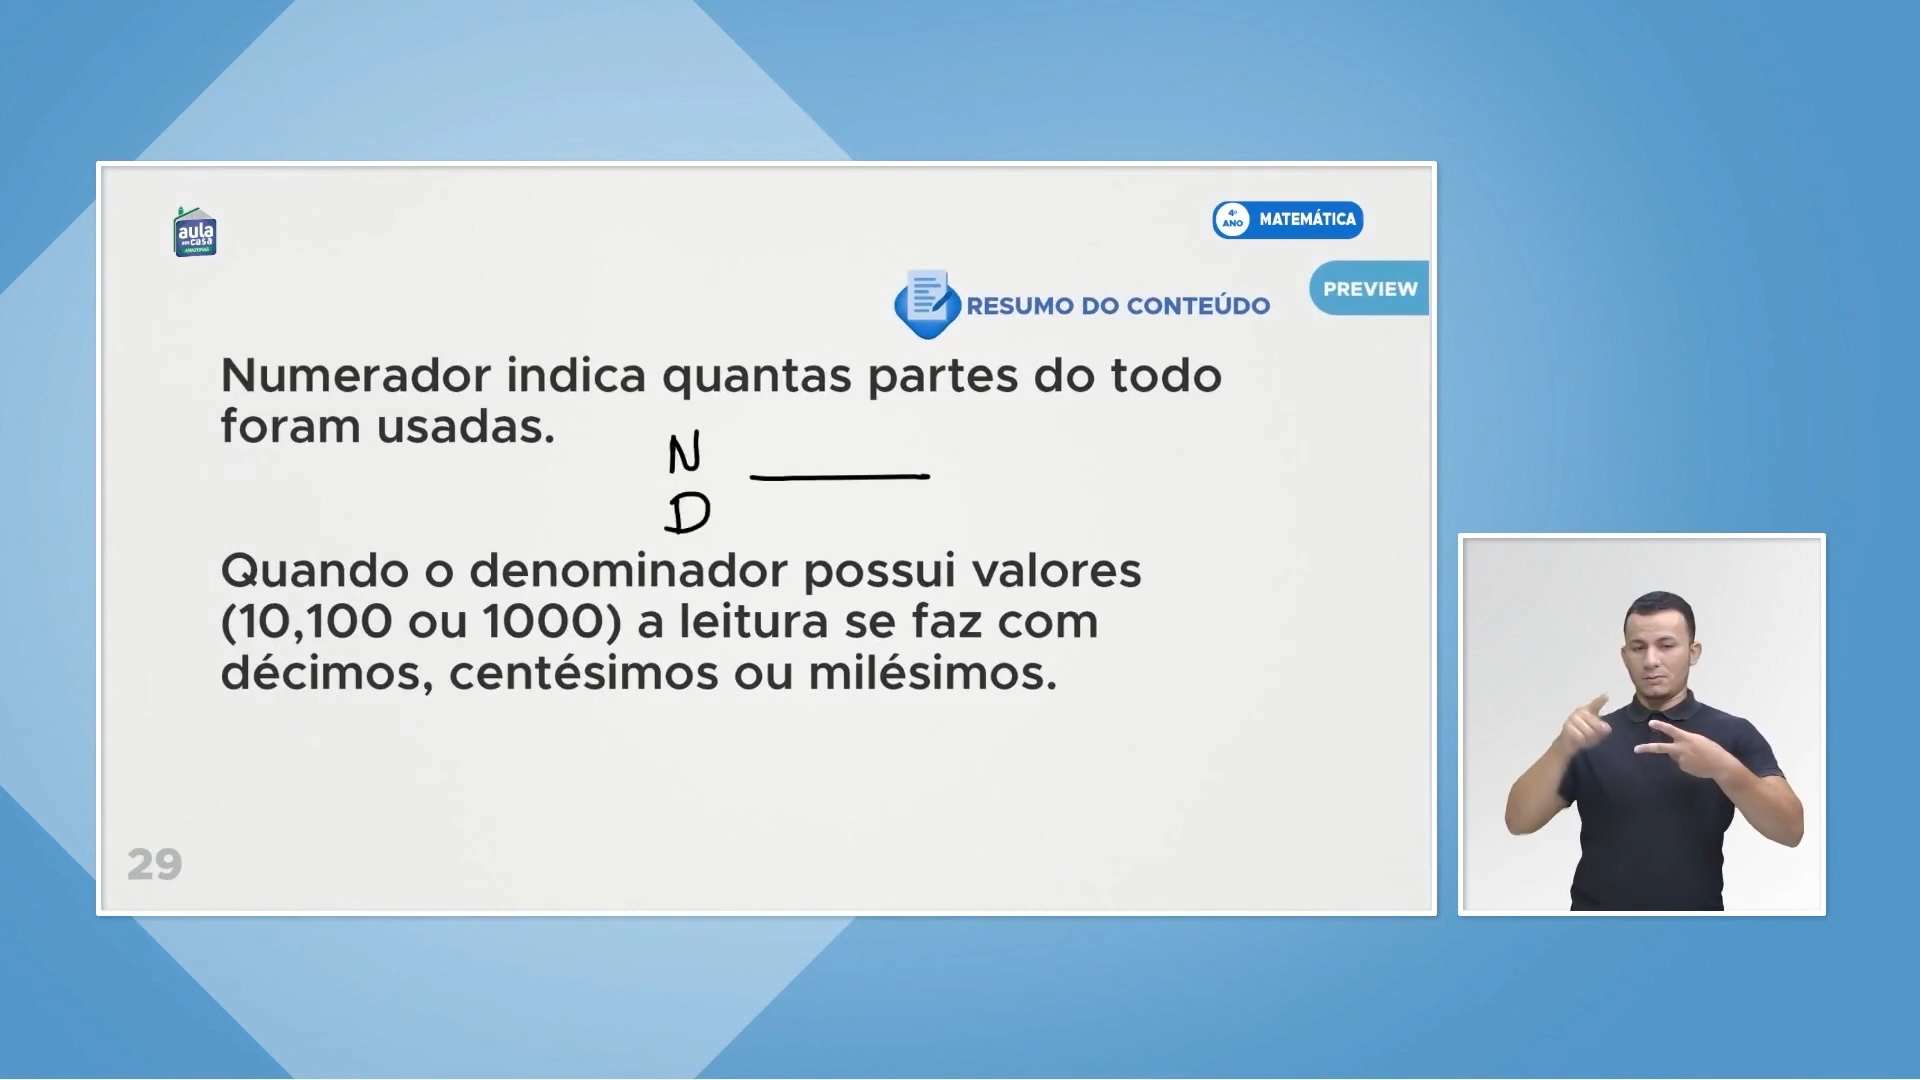 aula
em casa
AMAZONAS
4º
ANO
MATEMÁTICA
PREVIEW
RESUMO DO CONTEÚDO
Numerador indica quantas partes do todo
foram usadas.
N
D
Quando o denominador possui valores
(10,100 ou 1000) a leitura se faz com
décimos, centésimos ou milésimos.
29